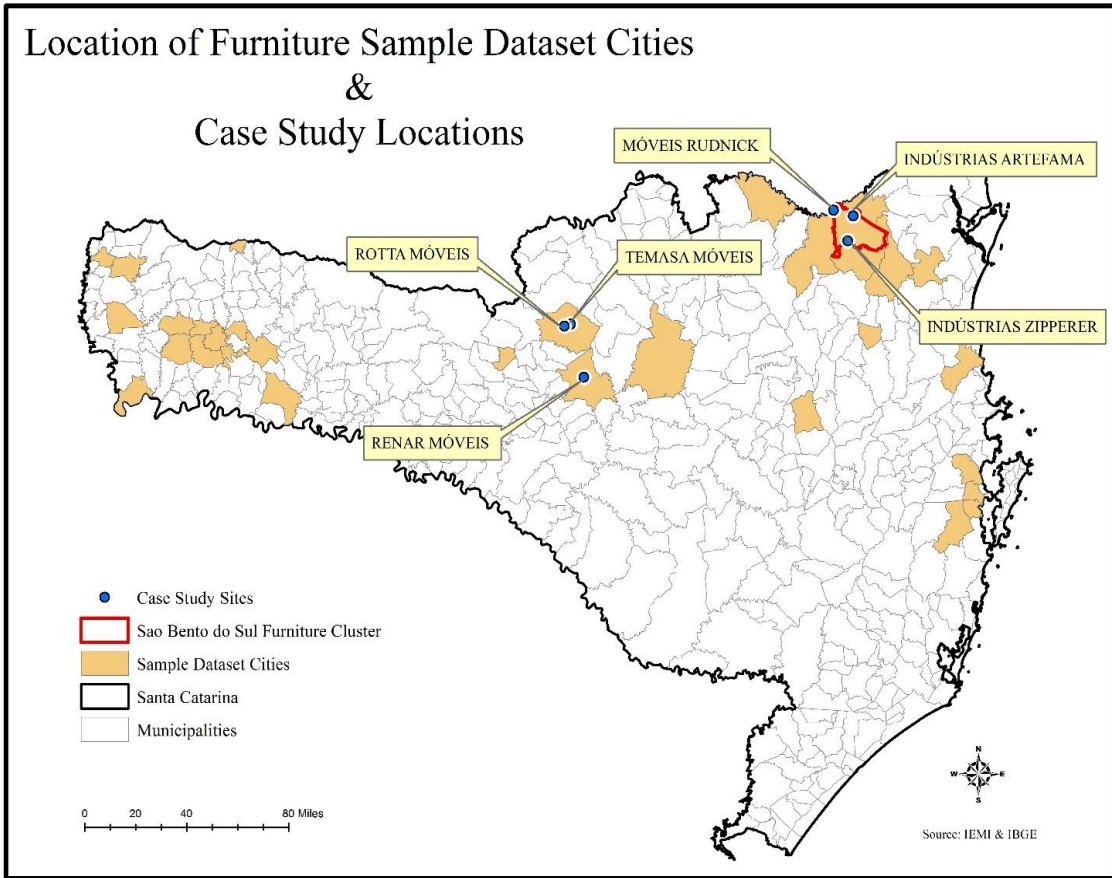 Location of Furniture Sample Dataset Cities
&
Case Study Locations
MÓVEIS RUDNICK
INDÚSTRIAS ARTEFAMA
ROTTA MÓVEIS
TEMASA MÓVEIS
INDÚSTRIAS ZIPPERER
RENAR MÓVEIS
Case Study Sites
Sao Bento do Sul Furniture Cluster
Sample Dataset Cities
Santa Catarina
Municipalities
0 20 40 80 Miles
N
W E
S
Source: IEMI & IBGE